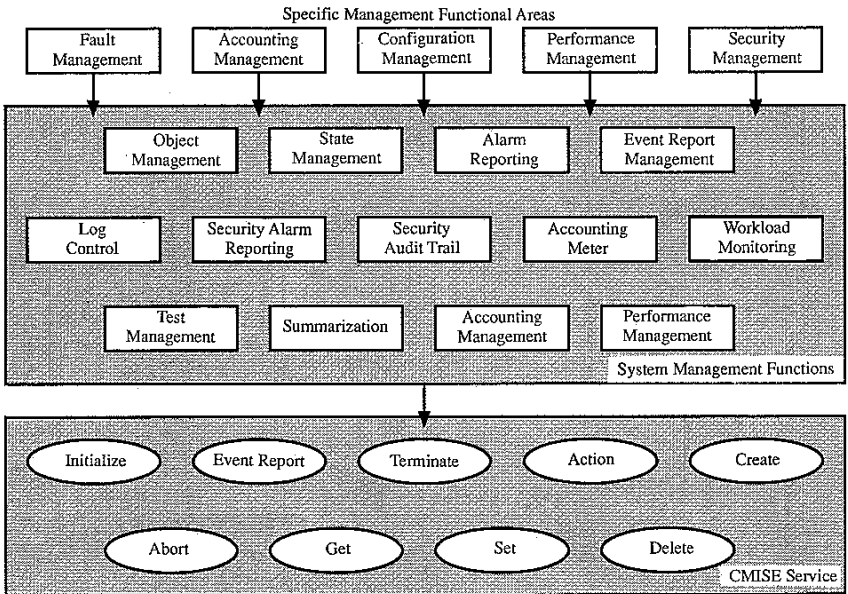 Specific Management Functional Areas
Fault
Management
Accounting
Management
Configuration
Management
Performance
Management
Security
Management
Object
Management
State
Management
Alarm
Reporting
Event Report
Management
Log
Control
Security Alarm
Reporting
Security
Audit Trail
Accounting
Meter
Workload
Monitoring
Test
Management
Summarization
Accounting
Management
Performance
Management
System Management Functions
Initialize
Event Report
Terminate
Action
Create
Abort
Get
Set
Delete
CMISE Service